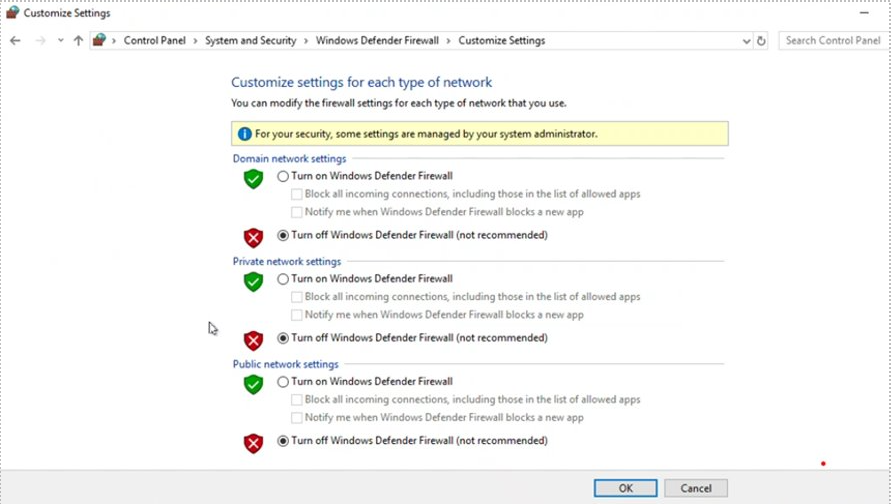 Customize Settings
Control Panel > System and Security > Windows Defender Firewall > Customize Settings
Search Control Panel
Customize settings for each type of network
You can modify the firewall settings for each type of network that you use.
For your security, some settings are managed by your system administrator.
Domain network settings
Turn on Windows Defender Firewall
Block all incoming connections, including those in the list of allowed apps
Notify me when Windows Defender Firewall blocks a new app
Turn off Windows Defender Firewall (not recommended)
Private network settings
Turn on Windows Defender Firewall
Block all incoming connections, including those in the list of allowed apps
Notify me when Windows Defender Firewall blocks a new app
Turn off Windows Defender Firewall (not recommended)
Public network settings
Turn on Windows Defender Firewall
Block all incoming connections, including those in the list of allowed apps
Notify me when Windows Defender Firewall blocks a new app
Turn off Windows Defender Firewall (not recommended)
OK Cancel